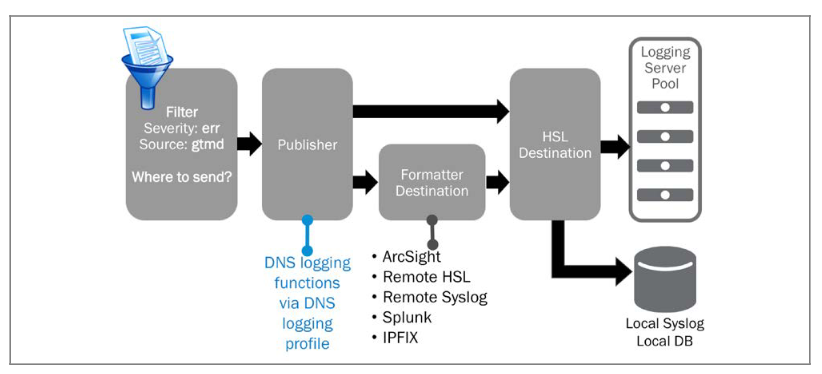 Filter
Severity: err
Source: gtmd
Where to send?
Publisher
Formatter
Destination
HSL
Destination
Logging
Server
Pool
DNS logging
functions
via DNS
logging
profile
• ArcSight
• Remote HSL
• Remote Syslog
• Splunk
• IPFIX
Local Syslog
Local DB